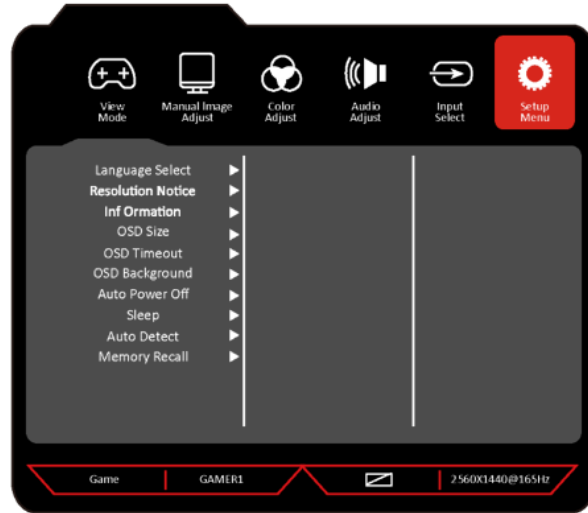 View
Mode
Manual Image
Adjust
Color
Adjust
Audio
Adjust
Input
Select
Setup
Menu
Language Select
Resolution Notice
Inf Ormation
OSD Size
OSD Timeout
OSD Background
Auto Power Off
Sleep
Auto Detect
Memory Recall
Game
GAMER1
2560X1440@165Hz